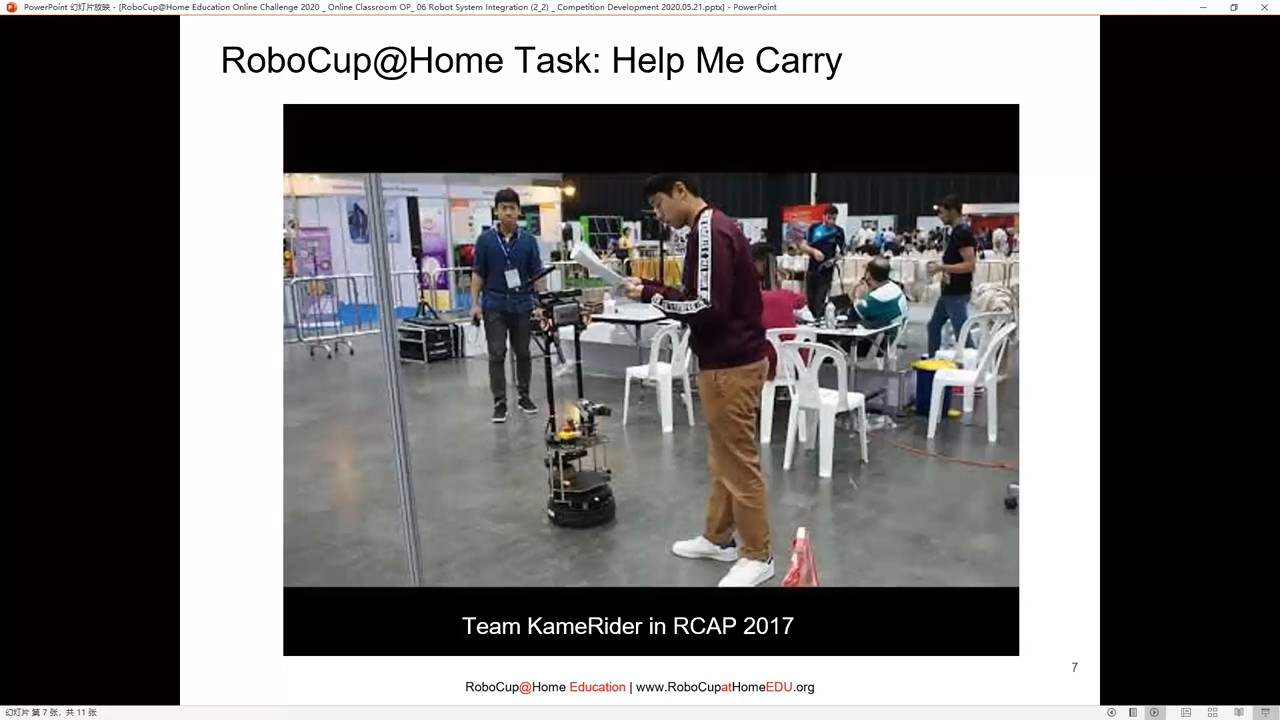 PowerPoint 幻灯片放映 - [RoboCup@Home Education Online Challenge 2020 _ Online Classroom OP_ 06 Robot System Integration (2_2) _ Competition Development 2020.05.21.pptx] - PowerPoint
RoboCup@Home Task: Help Me Carry
Team KameRider in RCAP 2017
7
RoboCup@Home Education | www.RoboCupatHomeEDU.org
幻灯片 第 7 张，共 11 张